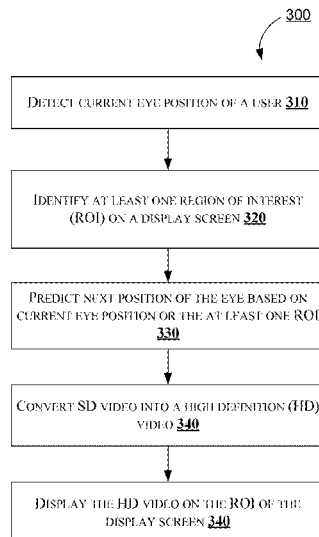 300
DETECT CURRENT EYE POSITION OF A USER 310
IDENTIFY AT LEAST ONE REGION OF INTEREST
(ROI) ON A DISPLAY SCREEN 320
PREDICT NEXT POSITION OF THE EYE BASED ON
CURRENT EYE POSITION OR THE AT LEAST ONE ROI
330
CONVERT SD VIDEO INTO A HIGH DEFINITION (HD)
VIDEO 340
DISPLAY THE HD VIDEO ON THE ROI OF THE
DISPLAY SCREEN 340